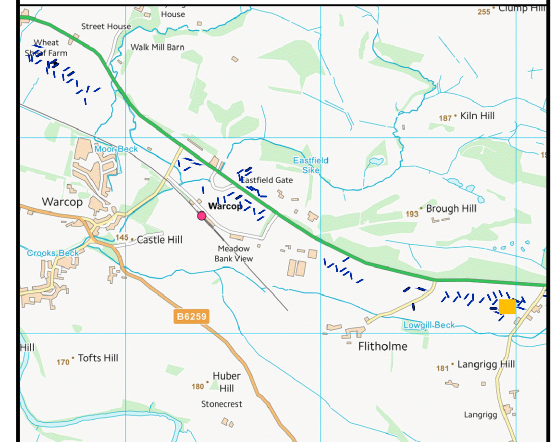 255 Clump Hill
Street House
House
Wheat
Sheaf Farm
Walk Mill Barn
187 Kiln Hill
Moor Beck
Eastfield
Sike
Eastfield Gate
Warcop
Warcop
193 Brough Hill
145 Castle Hill
Crooks Beck
Meadow
Bank View
B6259
Lowgill Beck
Flitholme
Hill
170 Tofts Hill
181 Langrigg Hill
Huber
180 Hill
Stonecrest
Langrigg